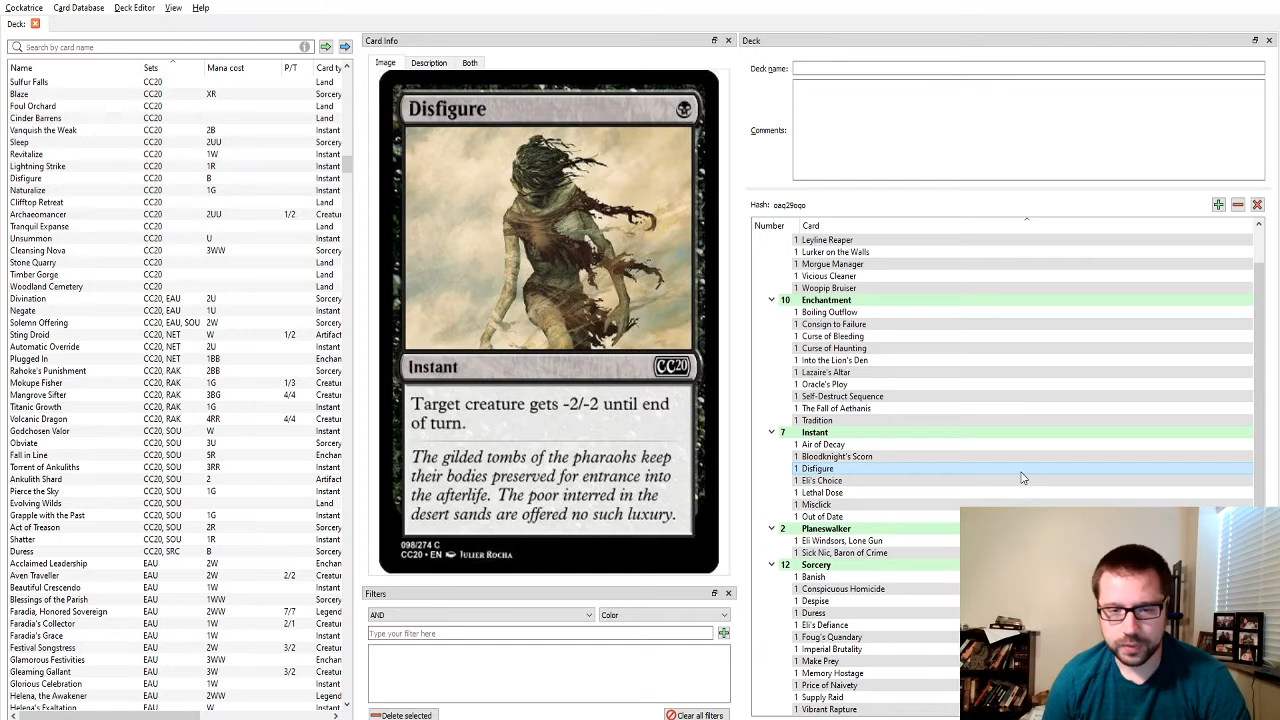 Cockatrice Card Database Deck Editor View Help
Deck:
Search by card name
Name Sets Mana cost P/T Card ty
Sulfur Falls CC20 Land
Blaze CC20 XR Sorcery
Foul Orchard CC20 Land
Cinder Barrens CC20 Land
Vanquish the Weak CC20 2B Instant
Sleep CC20 2UU Sorcery
Revitalize CC20 1W Instant
Lightning Strike CC20 1R Instant
Disfigure CC20 B Instant
Naturalize CC20 1G Instant
Clifftop Retreat CC20 Land
Archaeomancer CC20 2UU 1/2 Creatur
Tranquil Expanse CC20 Land
Unsummon CC20 U Instant
Cleansing Nova CC20 3WW Sorcery
Stone Quarry CC20 Land
Timber Gorge CC20 Land
Woodland Cemetery CC20 Land
Divination CC20, EAU 2U Sorcery
Negate CC20, EAU 1U Instant
Solemn Offering CC20, EAU, SOU 2W Sorcery
Sting Droid CC20, NET W 1/2 Artifact
Automatic Override CC20, NET 2U Instant
Plugged In CC20, NET 1BB Enchan
Rahoke's Punishment CC20, RAK 2BB Sorcery
Mokupe Fisher CC20, RAK 1G 1/3 Creatur
Mangrove Sifter CC20, RAK 3BG 4/4 Creatur
Titanic Growth CC20, RAK 1G Instant
Volcanic Dragon CC20, RAK 4RR 4/4 Creatur
Godchosen Valor CC20, SOU W Instant
Obviate CC20, SOU 3U Sorcery
Fall in Line CC20, SOU 5R Sorcery
Torrent of Ankuliths CC20, SOU 3RR Sorcery
Ankulith Shard CC20, SOU 2 Artifact
Pierce the Sky CC20, SOU 1G Instant
Evolving Wilds CC20, SOU Land
Grapple with the Past CC20, SOU 1G Instant
Act of Treason CC20, SOU 2R Sorcery
Shatter CC20, SOU 1R Instant
Duress CC20, SRC B Sorcery
Acclaimed Leadership EAU 2W Enchan
Aven Traveller EAU 2W 2/2 Creatur
Beautiful Crescendo EAU 1W Instant
Blessings of the Parish EAU 1WW Enchan
Faradia, Honored Sovereign EAU 2WW 7/7 Legend
Faradia's Collector EAU 1W 2/1 Creatur
Faradia's Grace EAU 1W Instant
Festival Songstress EAU 2W 3/2 Creatur
Glamorous Festivities EAU 3WW Enchan
Gleaming Gallant EAU 3W 2/4 Creatur
Glorious Celebration EAU 1W Instant
Helena, the Awakener EAU 2WW Legend
Helena's Exaltation EAU 2W Enchan
Card Info
Image Description Both
Disfigure
Instant CC20
Target creature gets -2/-2 until end
of turn.
The gilded tombs of the pharaohs keep
their bodies preserved for entrance into
the afterlife. The poor interred in the
desert sands are offered no such luxury.
098/274 C
CC20 • EN JULIER ROCHA
Filters
AND Color
Type your filter here
Delete selected Clear all filters
Deck
Deck name:
Comments:
Hash: oaq29oqo
Number Card
1 Leyline Reaper
1 Lurker on the Walls
1 Morgue Manager
1 Vicious Cleaner
1 Woopip Bruiser
10 Enchantment
1 Boiling Outflow
1 Consign to Failure
1 Curse of Bleeding
1 Curse of Haunting
1 Into the Lion's Den
1 Lazaire's Altar
1 Oracle's Ploy
1 Self-Destruct Sequence
1 The Fall of Aethanis
1 Tradition
7 Instant
1 Air of Decay
1 Bloodknight's Scorn
1 Disfigure
1 Eli's Choice
1 Lethal Dose
1 Misclick
1 Out of Date
2 Planeswalker
1 Eli Windsors, Lone Gun
1 Sick Nic, Baron of Crime
12 Sorcery
1 Banish
1 Conspicuous Homicide
1 Despise
1 Duress
1 Eli's Defiance
1 Foug's Quandary
1 Imperial Brutality
1 Make Prey
1 Memory Hostage
1 Price of Naivety
1 Supply Raid
1 Vibrant Rapture